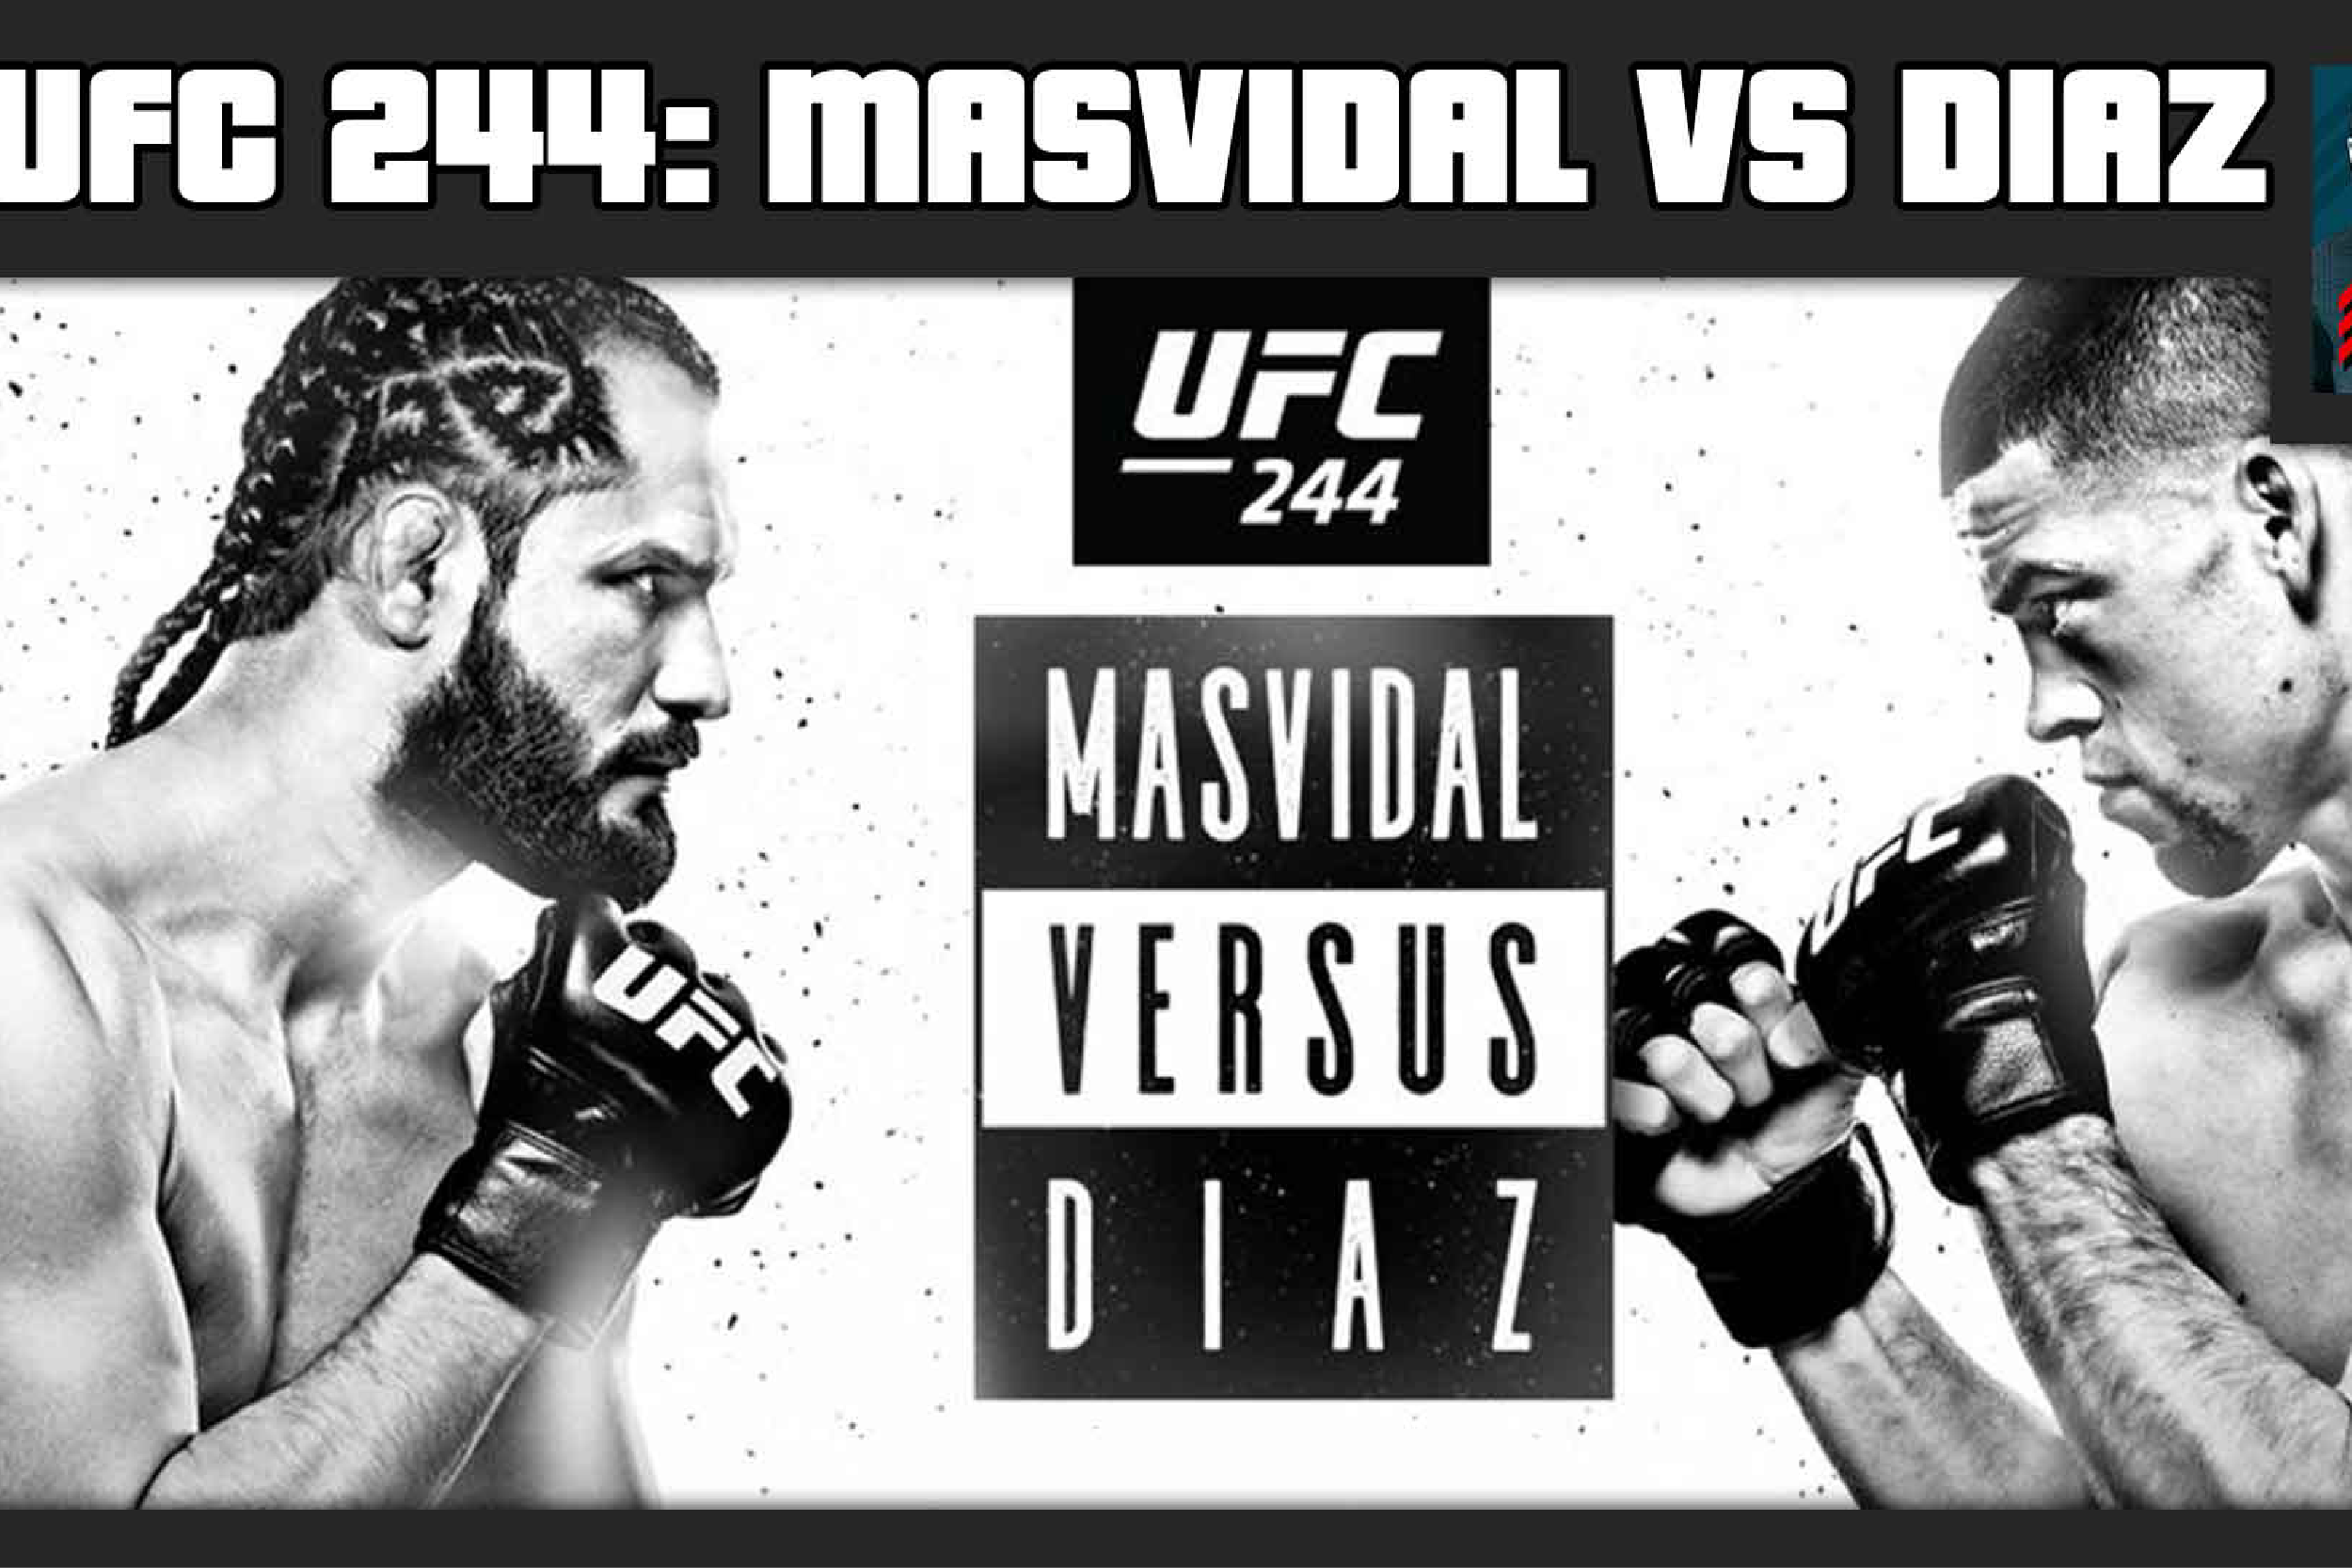 UFC 244: MASVIDAL VS DIAZ
UFC
244
MASVIDAL
VERSUS
DIAZ
UFC
UFC